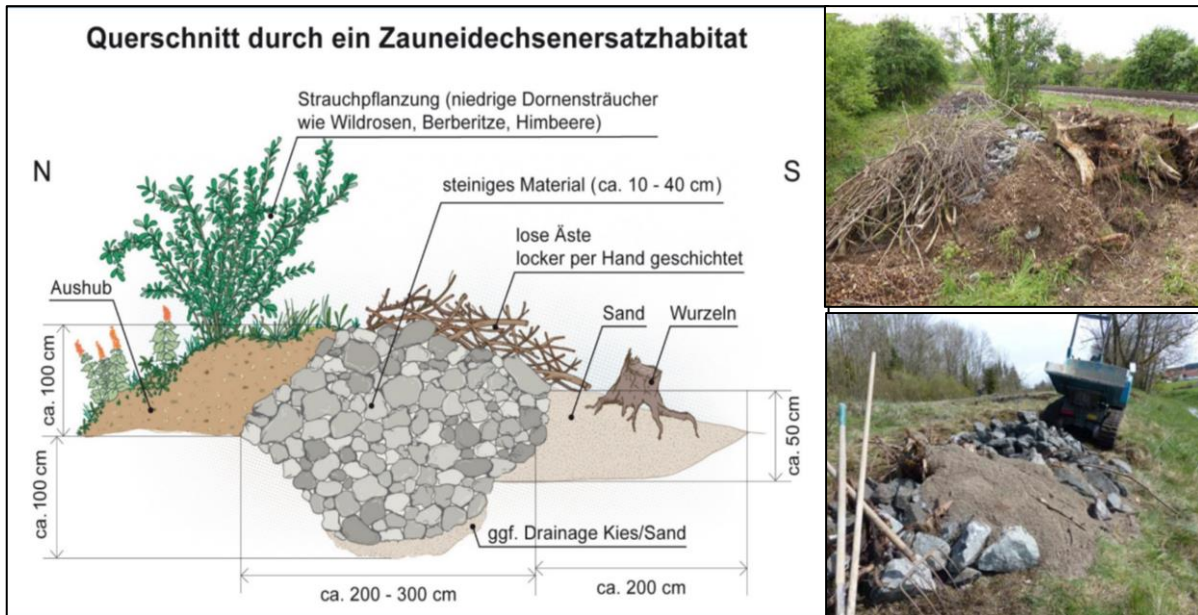 Querschnitt durch ein Zauneidechsenersatzhabitat
Strauchpflanzung (niedrige Dornensträucher
wie Wildrosen, Berberitze, Himbeere)
N
S
steiniges Material (ca. 10 - 40 cm)
lose Äste
locker per Hand geschichtet
Aushub
Sand
Wurzeln
ca. 100 cm
ca. 50 cm
ca. 100 cm
ggf. Drainage Kies/Sand
ca. 200 - 300 cm
ca. 200 cm